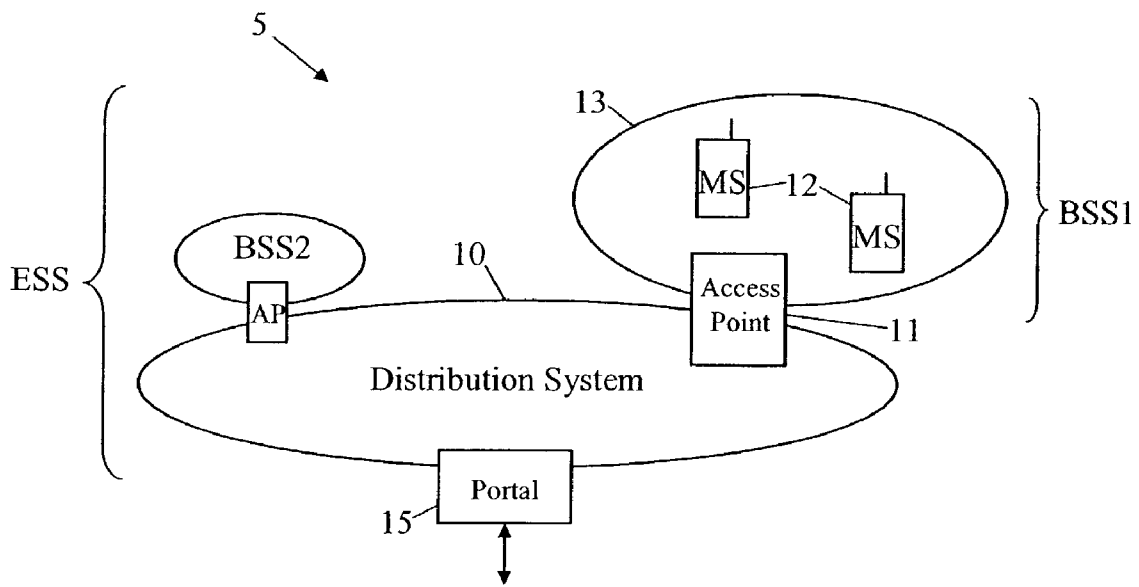 5
13
MS
12
MS
BSS1
ESS
BSS2
10
AP
Access
Point
11
Distribution System
Portal
15